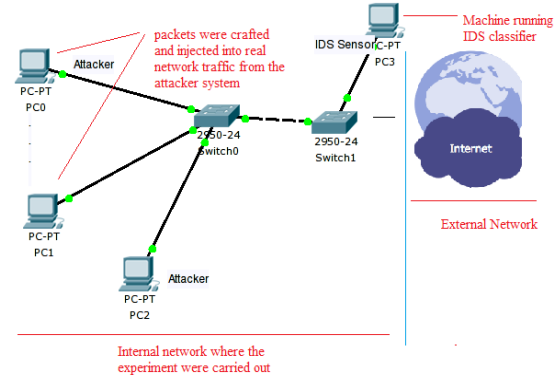 packets were crafted
and injected into real
network traffic from the
attacker system
Machine running
IDS classifier
Attacker
PC-PT
PC0
IDS Sensor
PC-PT
PC3
2950-24
Switch0
2950-24
Switch1
Internet
PC-PT
PC1
External Network
PC-PT
PC2
Attacker
Internal network where the
experiment were carried out